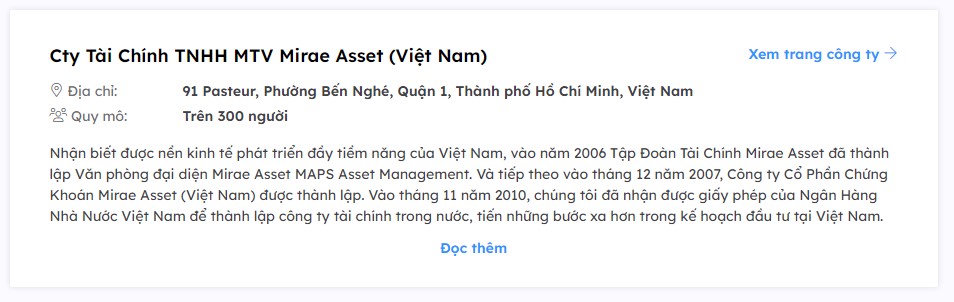 Cty Tài Chính TNHH MTV Mirae Asset (Việt Nam)
Xem trang công ty →
Địa chỉ: 91 Pasteur, Phường Bến Nghé, Quận 1, Thành phố Hồ Chí Minh, Việt Nam
Quy mô: Trên 300 người
Nhận biết được nền kinh tế phát triển đầy tiềm năng của Việt Nam, vào năm 2006 Tập Đoàn Tài Chính Mirae Asset đã thành
lập Văn phòng đại diện Mirae Asset MAPS Asset Management. Và tiếp theo vào tháng 12 năm 2007, Công ty Cổ Phần Chứng
Khoán Mirae Asset (Việt Nam) được thành lập. Vào tháng 11 năm 2010, chúng tôi đã nhận được giấy phép của Ngân Hàng
Nhà Nước Việt Nam để thành lập công ty tài chính trong nước, tiến những bước xa hơn trong kế hoạch đầu tư tại Việt Nam.
Đọc thêm